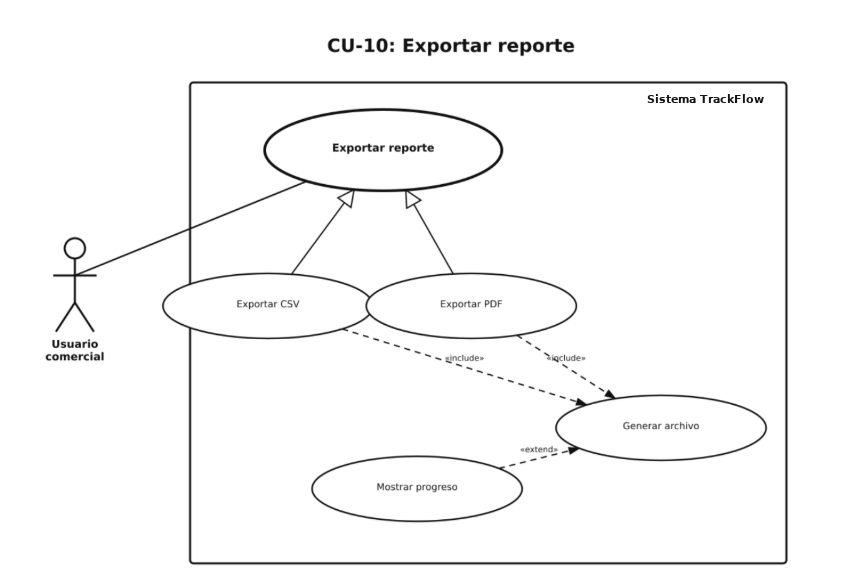 CU-10: Exportar reporte
Sistema TrackFlow
Exportar reporte
Usuario
comercial
Exportar CSV
Exportar PDF
«include»
«include»
Generar archivo
«extend»
Mostrar progreso